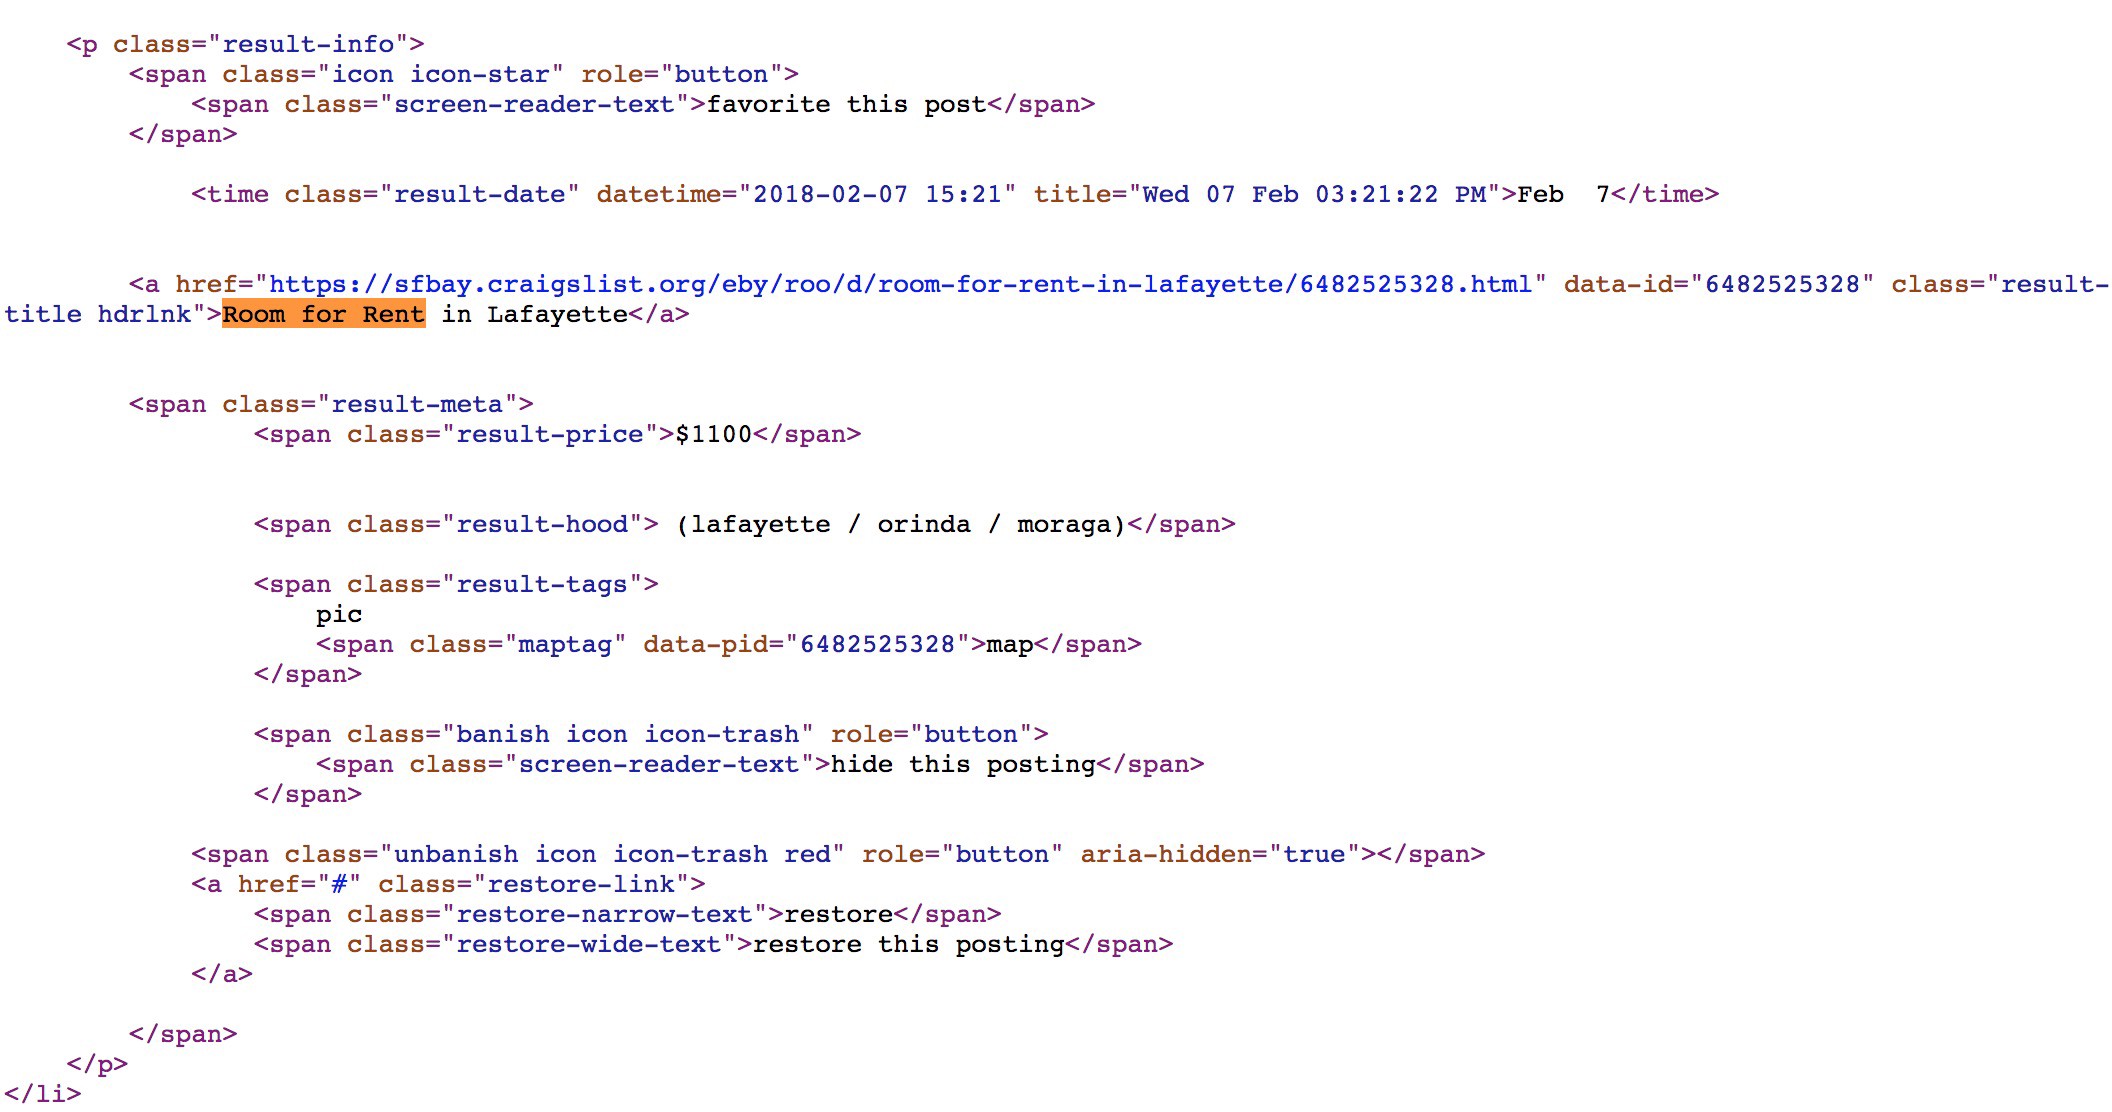 <p class="result-info">
<span class="icon icon-star" role="button">
<span class="screen-reader-text">favorite this post</span>
</span>
<time class="result-date" datetime="2018-02-07 15:21" title="Wed 07 Feb 03:21:22 PM">Feb  7</time>
<a href="https://sfbay.craigslist.org/eby/roo/d/room-for-rent-in-lafayette/6482525328.html" data-id="6482525328" class="result-
title hdrlnk">Room for Rent in Lafayette</a>
<span class="result-meta">
<span class="result-price">$1100</span>
<span class="result-hood"> (lafayette / orinda / moraga)</span>
<span class="result-tags">
pic
<span class="maptag" data-pid="6482525328">map</span>
</span>
<span class="banish icon icon-trash" role="button">
<span class="screen-reader-text">hide this posting</span>
</span>
<span class="unbanish icon icon-trash red" role="button" aria-hidden="true"></span>
<a href="#" class="restore-link">
<span class="restore-narrow-text">restore</span>
<span class="restore-wide-text">restore this posting</span>
</a>
</span>
</p>
</li>